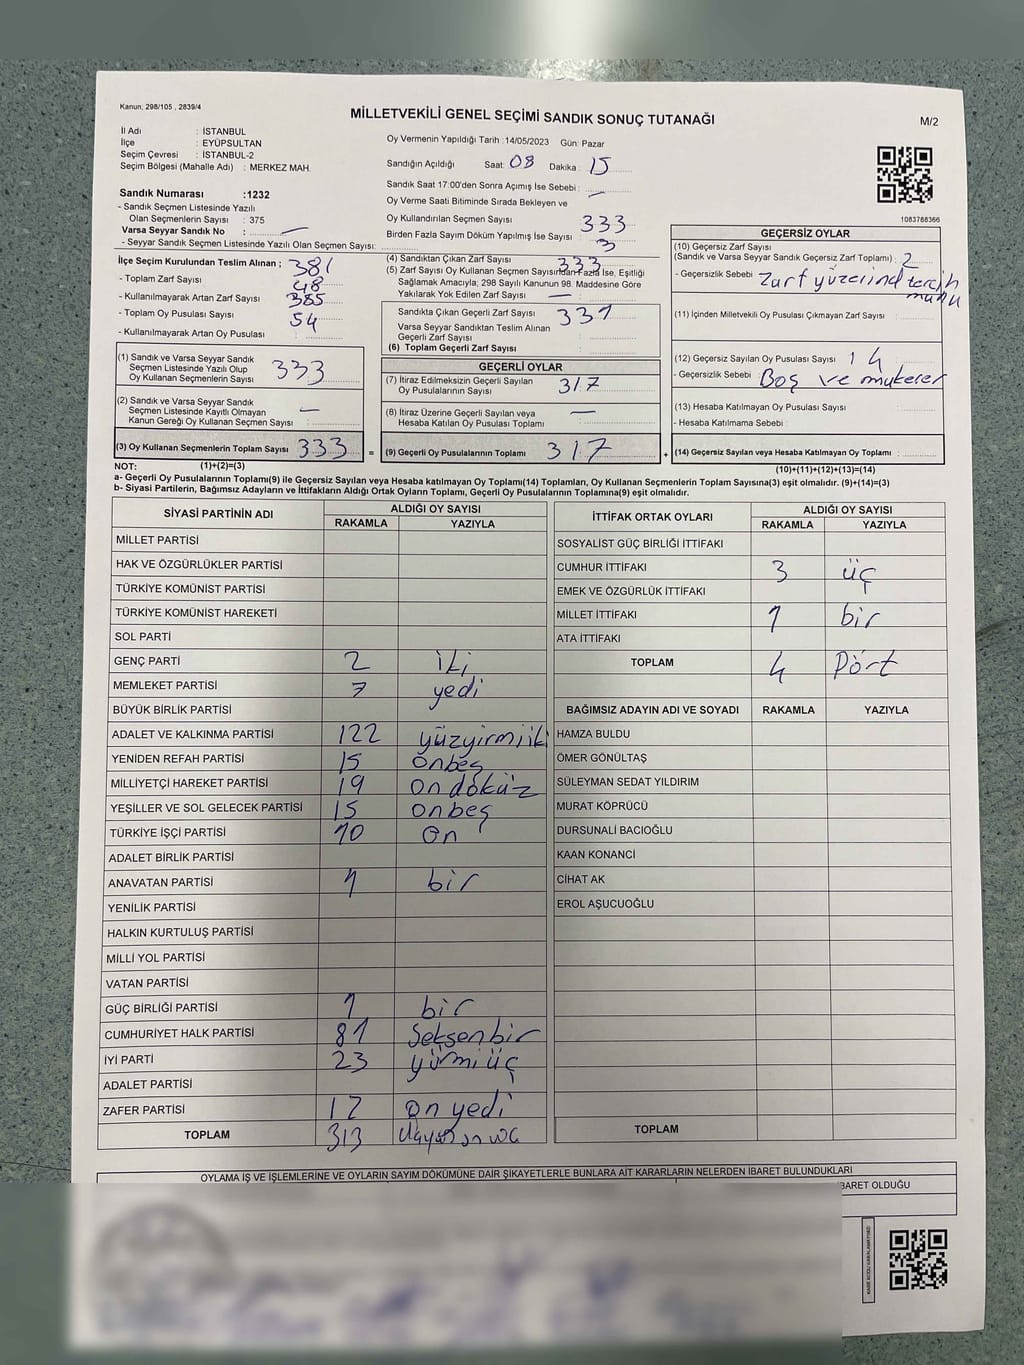 Kanun; 298/105 , 2839/4
MİLLETVEKİLİ GENEL SEÇİMİ SANDIK SONUÇ TUTANAĞI
M/2
İl Adı : İSTANBUL
İlçe : EYÜPSULTAN
Seçim Çevresi : İSTANBUL-2
Seçim Bölgesi (Mahalle Adı) : MERKEZ MAH.
Sandık Numarası :1232
- Sandık Seçmen Listesinde Yazılı
Olan Seçmenlerin Sayısı : 375
Varsa Seyyar Sandık No : —
- Seyyar Sandık Seçmen Listesinde Yazılı Olan Seçmen Sayısı:
Oy Vermenin Yapıldığı Tarih :14/05/2023 Gün: Pazar
Sandığın Açıldığı Saat: 08 Dakika : 15
Sandık Saat 17:00'den Sonra Açımış İse Sebebi : —
Oy Verme Saati Bitiminde Sırada Bekleyen ve
Oy Kullandırılan Seçmen Sayısı 333
Birden Fazla Sayım Döküm Yapılmış İse Sayısı 3
1083788366
İlçe Seçim Kurulundan Teslim Alınan ; 381
- Toplam Zarf Sayısı 48
- Kullanılmayarak Artan Zarf Sayısı 385
- Toplam Oy Pusulası Sayısı 54
- Kullanılmayarak Artan Oy Pusulası :
(4) Sandıktan Çıkan Zarf Sayısı 333
(5) Zarf Sayısı Oy Kullanan Seçmen Sayısından Fazla İse, Eşitliği
Sağlamak Amacıyla; 298 Sayılı Kanunun 98. Maddesine Göre
Yakılarak Yok Edilen Zarf Sayısı : —
Sandıkta Çıkan Geçerli Zarf Sayısı 331
Varsa Seyyar Sandıktan Teslim Alınan
Geçerli Zarf Sayısı :
(6) Toplam Geçerli Zarf Sayısı :
GEÇERSİZ OYLAR
(10) Geçersiz Zarf Sayısı
(Sandık ve Varsa Seyyar Sandık Geçersiz Zarf Toplamı : 2
- Geçersizlik Sebebi : Zarf yüzerind tercih
mühü
(11) İçinden Milletvekili Oy Pusulası Çıkmayan Zarf Sayısı :
(12) Geçersiz Sayılan Oy Pusulası Sayısı : 14
- Geçersizlik Sebebi Boş ve mükerer
(13) Hesaba Katılmayan Oy Pusulası Sayısı :
- Hesaba Katılmama Sebebi :
(14) Geçersiz Sayılan veya Hesaba Katılmayan Oy Toplamı :
(10)+(11)+(12)+(13)=(14)
(1) Sandık ve Varsa Seyyar Sandık
Seçmen Listesinde Yazılı Olup
Oy Kullanan Seçmenlerin Sayısı 333
(2) Sandık ve Varsa Seyyar Sandık
Seçmen Listesinde Kayıtlı Olmayan
Kanun Gereği Oy Kullanan Seçmen Sayısı : —
(3) Oy Kullanan Seçmenlerin Toplam Sayısı 333 =
GEÇERLİ OYLAR
(7) İtiraz Edilmeksizin Geçerli Sayılan
Oy Pusulalarının Sayısı : 317
(8) İtiraz Üzerine Geçerli Sayılan veya
Hesaba Katılan Oy Pusulası Toplamı : —
(9) Geçerli Oy Pusulalarının Toplamı 317 +
NOT: (1)+(2)=(3)
a- Geçerli Oy Pusulasının Toplamı(9) ile Geçersiz Sayılan veya Hesaba katılmayan Oy Toplamı(14) Toplamları, Oy Kullanan Seçmenlerin Toplam Sayısına(3) eşit olmalıdır. (9)+(14)=(3)
b- Siyasi Partilerin, Bağımsız Adayların ve İttifakların Aldığı Ortak Oyların Toplamı, Geçerli Oy Pusulalarının Toplamına(9) eşit olmalıdır.
SİYASİ PARTİNİN ADI ALDIĞI OY SAYISI
RAKAMLA YAZIYLA
MİLLET PARTİSİ
HAK VE ÖZGÜRLÜKLER PARTİSİ
TÜRKİYE KOMÜNİST PARTİSİ
TÜRKİYE KOMÜNİST HAREKETİ
SOL PARTİ
GENÇ PARTİ 2 iki
MEMLEKET PARTİSİ 7 yedi
BÜYÜK BİRLİK PARTİSİ
ADALET VE KALKINMA PARTİSİ 122 yüzyirmiiki
YENİDEN REFAH PARTİSİ 15 onbeş
MİLLİYETÇİ HAREKET PARTİSİ 19 ondokuz
YEŞİLLER VE SOL GELECEK PARTİSİ 15 onbeş
TÜRKİYE İŞÇİ PARTİSİ 10 on
ADALET BİRLİK PARTİSİ
ANAVATAN PARTİSİ 1 bir
YENİLİK PARTİSİ
HALKIN KURTULUŞ PARTİSİ
MİLLİ YOL PARTİSİ
VATAN PARTİSİ
GÜÇ BİRLİĞİ PARTİSİ 1 bir
CUMHURİYET HALK PARTİSİ 81 Seksenbir
İYİ PARTİ 23 yirmi üç
ADALET PARTİSİ
ZAFER PARTİSİ 17 on yedi
TOPLAM 313
İTTİFAK ORTAK OYLARI ALDIĞI OY SAYISI
RAKAMLA YAZIYLA
SOSYALİST GÜÇ BİRLİĞİ İTTİFAKI
CUMHUR İTTİFAKI 3 üç
EMEK VE ÖZGÜRLÜK İTTİFAKI
MİLLET İTTİFAKI 1 bir
ATA İTTİFAKI
TOPLAM 4 Dört
BAĞIMSIZ ADAYIN ADI VE SOYADI RAKAMLA YAZIYLA
HAMZA BULDU
ÖMER GÖNÜLTAŞ
SÜLEYMAN SEDAT YILDIRIM
MURAT KÖPRÜCÜ
DURSUNALİ BACIOĞLU
KAAN KONANCİ
CİHAT AK
EROL AŞUCUOĞLU
TOPLAM
OYLAMA İŞ VE İŞLEMLERİNE VE OYLARIN SAYIM DÖKÜMÜNE DAİR ŞİKAYETLERLE BUNLARA AİT KARARLARIN NELERDEN İBARET BULUNDUKLARI
İBARET OLDUĞU